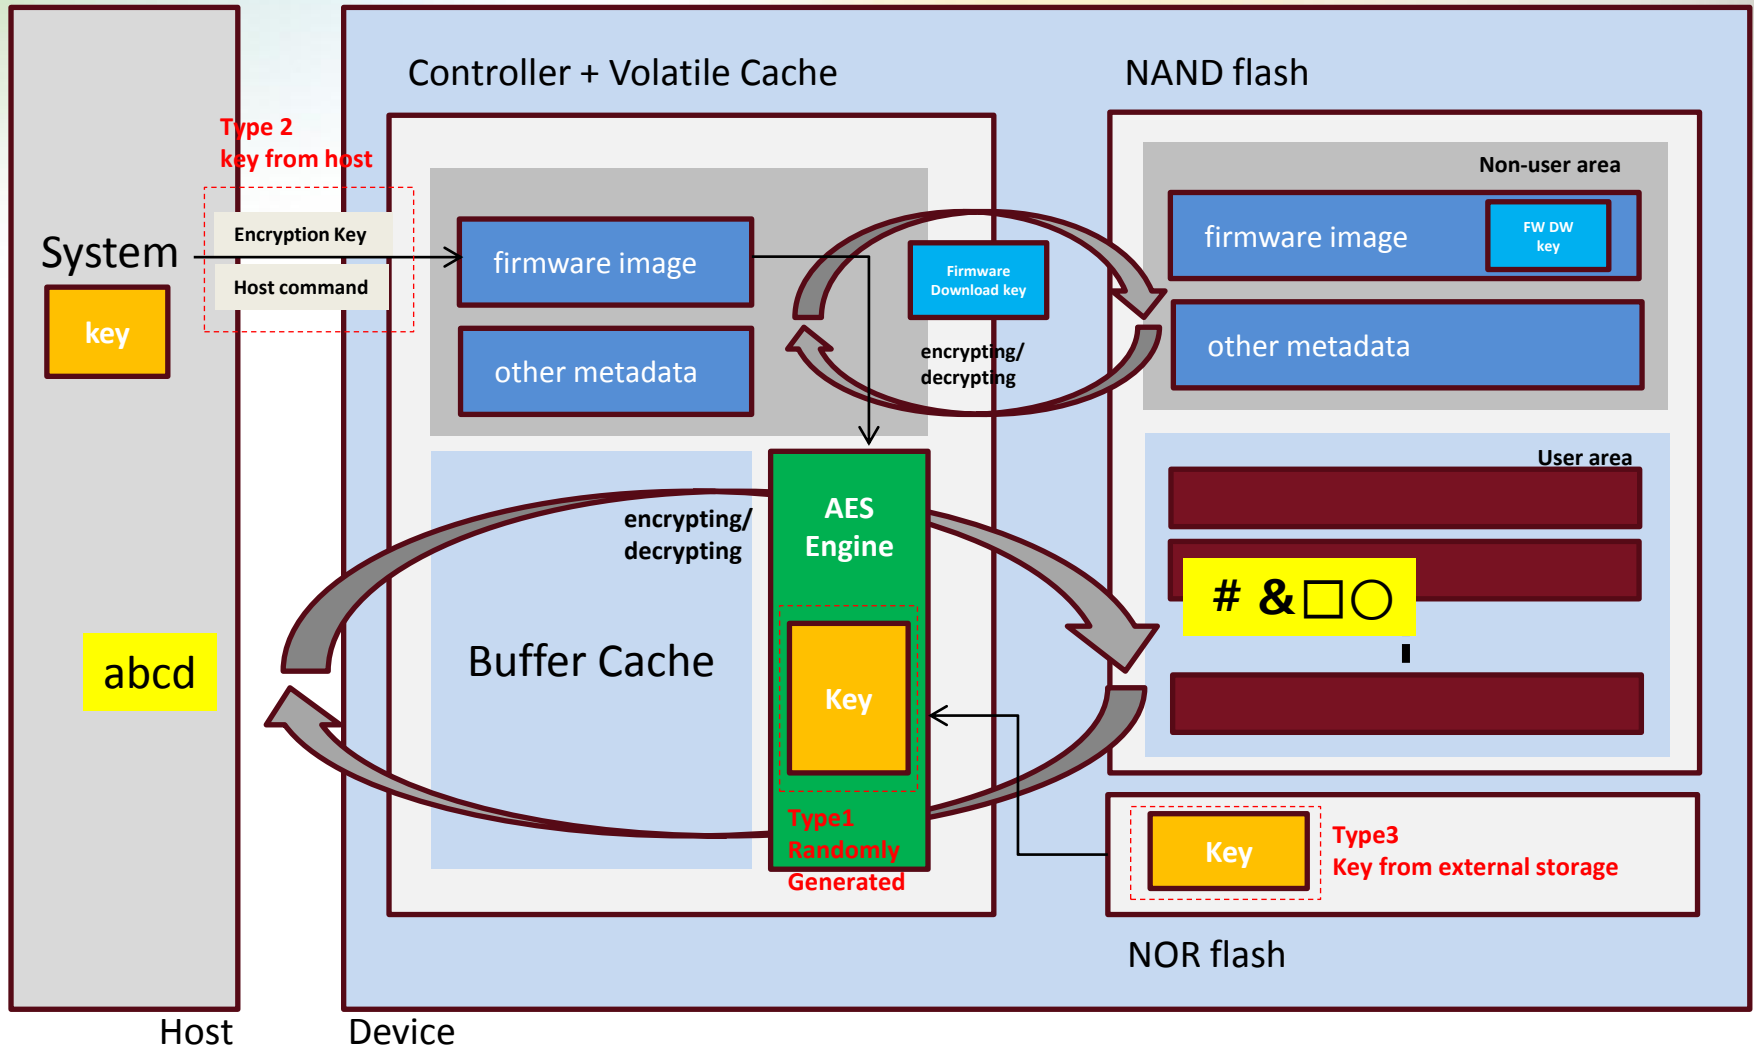 Controller + Volatile Cache
NAND flash
Type 2
key from host
Non-user area
Encryption Key
System
Host command
key
firmware image
other metadata
Firmware
Download key
encrypting/
decrypting
firmware image
FW DW
key
other metadata
User area
AES
Engine
encrypting/
decrypting
# &□○
abcd
Buffer Cache
Key
Type1
Randomly
Generated
Key
Type3
Key from external storage
NOR flash
Host
Device